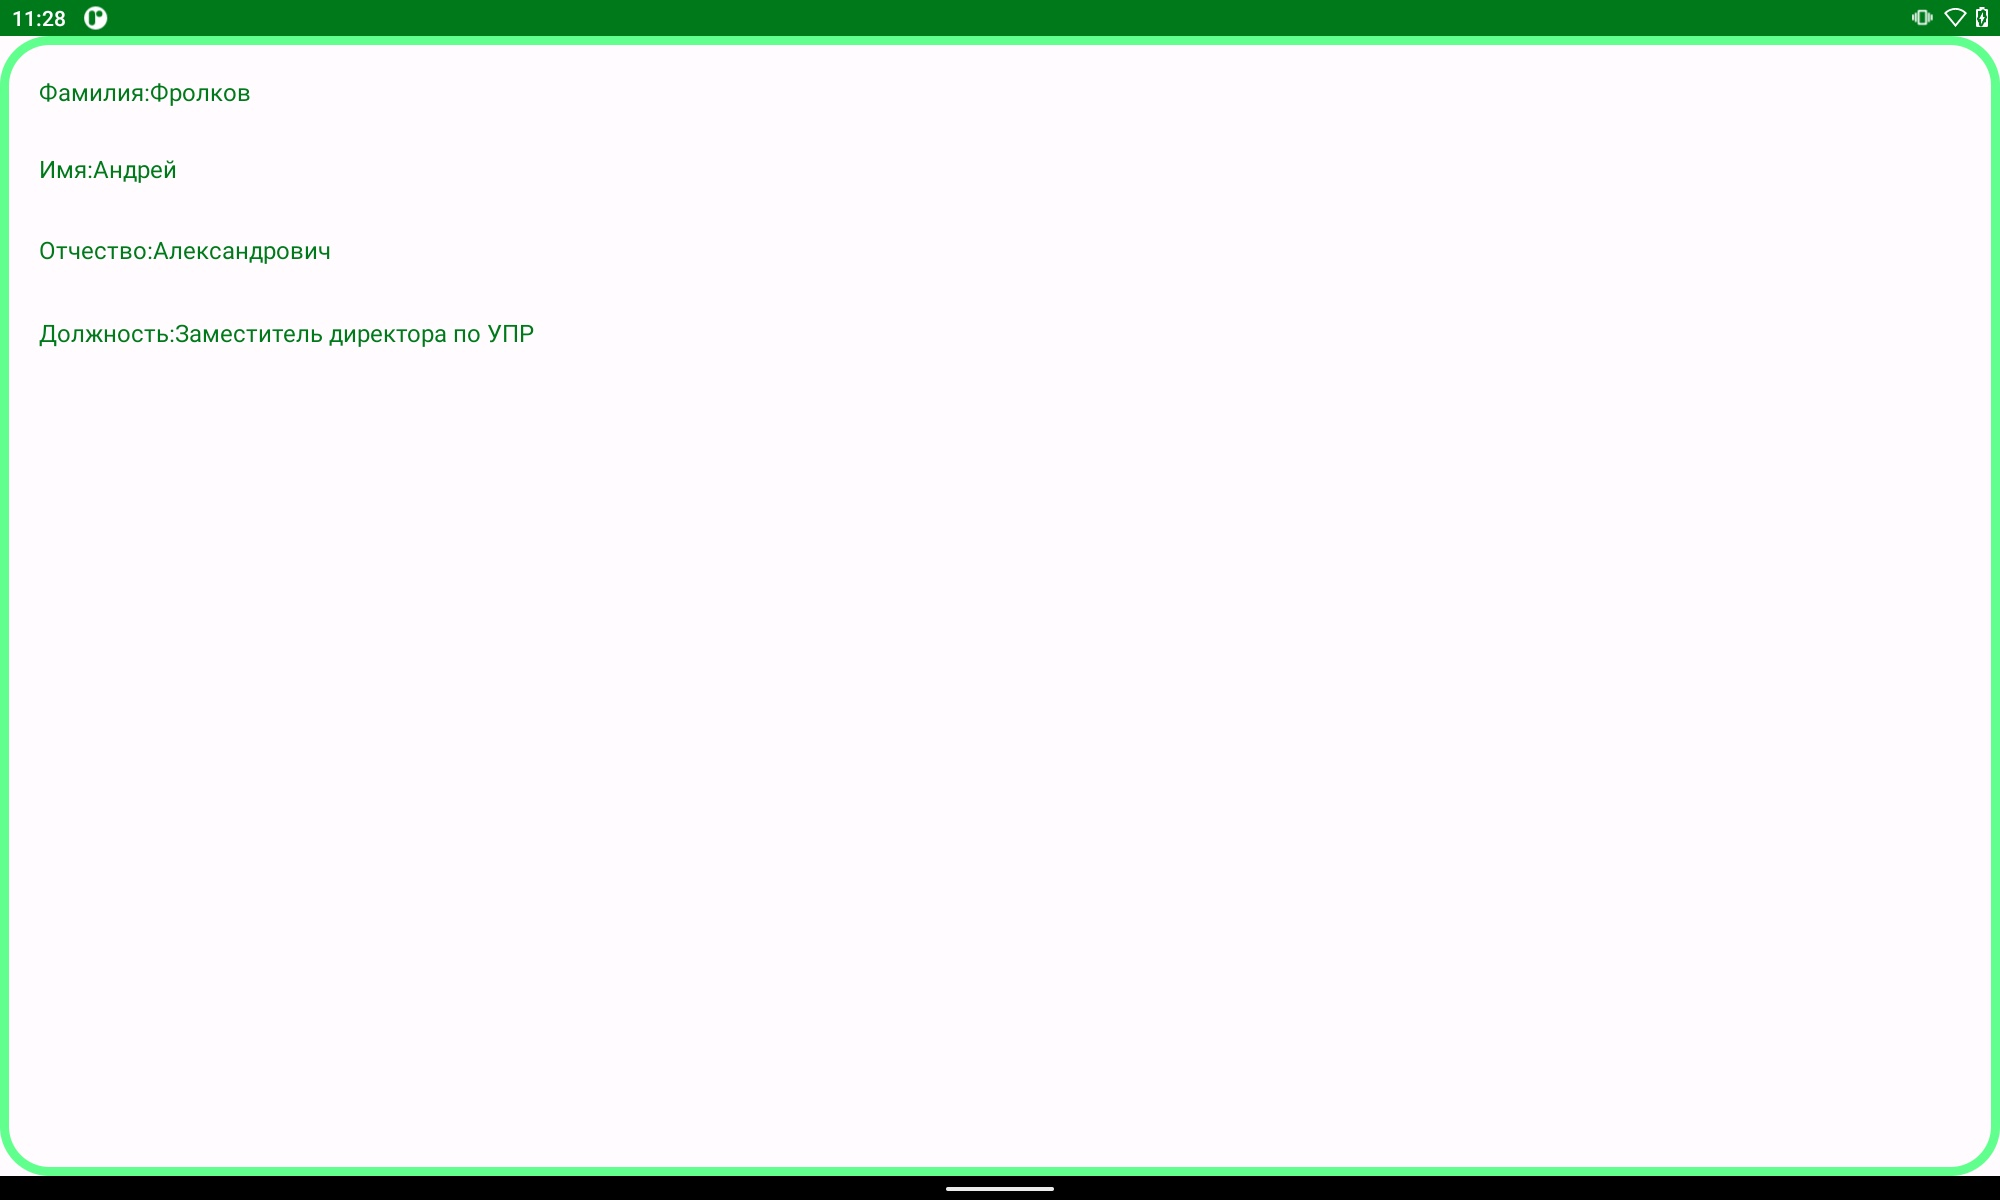 11:28
Фамилия:Фролков
Имя:Андрей
Отчество:Александрович
Должность:Заместитель директора по УПР